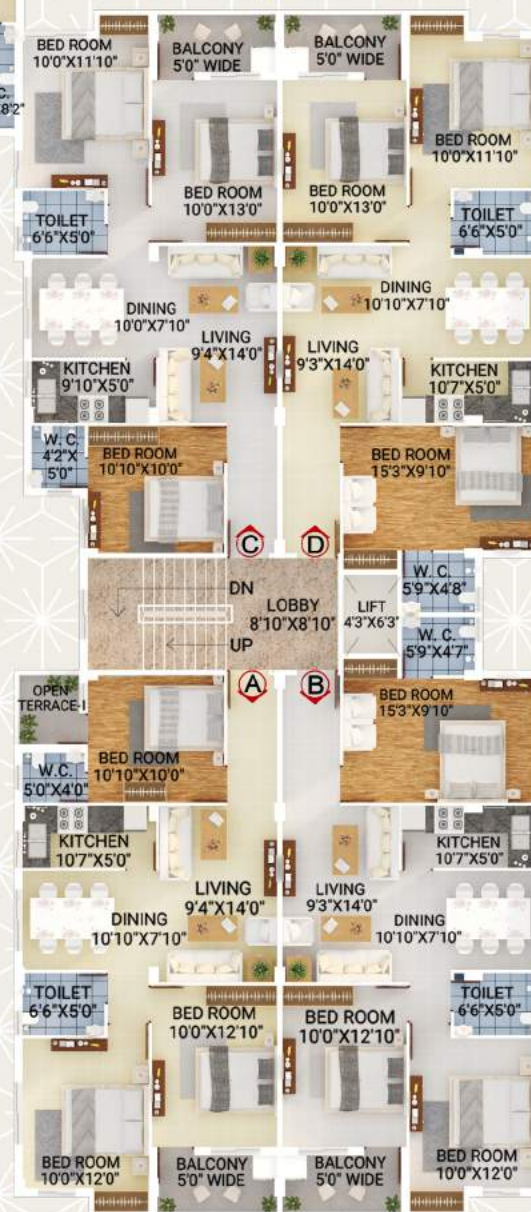 BED ROOM
10'0"X11'10"
BALCONY
5'0" WIDE
BALCONY
5'0" WIDE
BED ROOM
10'0"X11'10"
BED ROOM
10'0"X13'0"
BED ROOM
10'0"X13'0"
TOILET
6'6"X5'0"
TOILET
6'6"X5'0"
DINING
10'0"X7'10"
DINING
10'10"X7'10"
LIVING
9'4"X14'0"
LIVING
9'3"X14'0"
KITCHEN
9'10"X5'0"
KITCHEN
10'7"X5'0"
W. C.
4'2"X
5'0"
BED ROOM
10'10"X10'0"
BED ROOM
15'3"X9'10"
C
D
DN
LOBBY
8'10"X8'10"
UP
LIFT
4'3"X6'3"
W. C.
5'9"X4'8"
W. C.
5'9"X4'7"
A
B
OPEN
TERRACE-I
BED ROOM
10'10"X10'0"
BED ROOM
15'3"X9'10"
W.C.
5'0"X4'0"
KITCHEN
10'7"X5'0"
KITCHEN
10'7"X5'0"
LIVING
9'4"X14'0"
LIVING
9'3"X14'0"
DINING
10'10"X7'10"
DINING
10'10"X7'10"
TOILET
6'6"X5'0"
TOILET
6'6"X5'0"
BED ROOM
10'0"X12'10"
BED ROOM
10'0"X12'10"
BED ROOM
10'0"X12'0"
BALCONY
5'0" WIDE
BALCONY
5'0" WIDE
BED ROOM
10'0"X12'0"